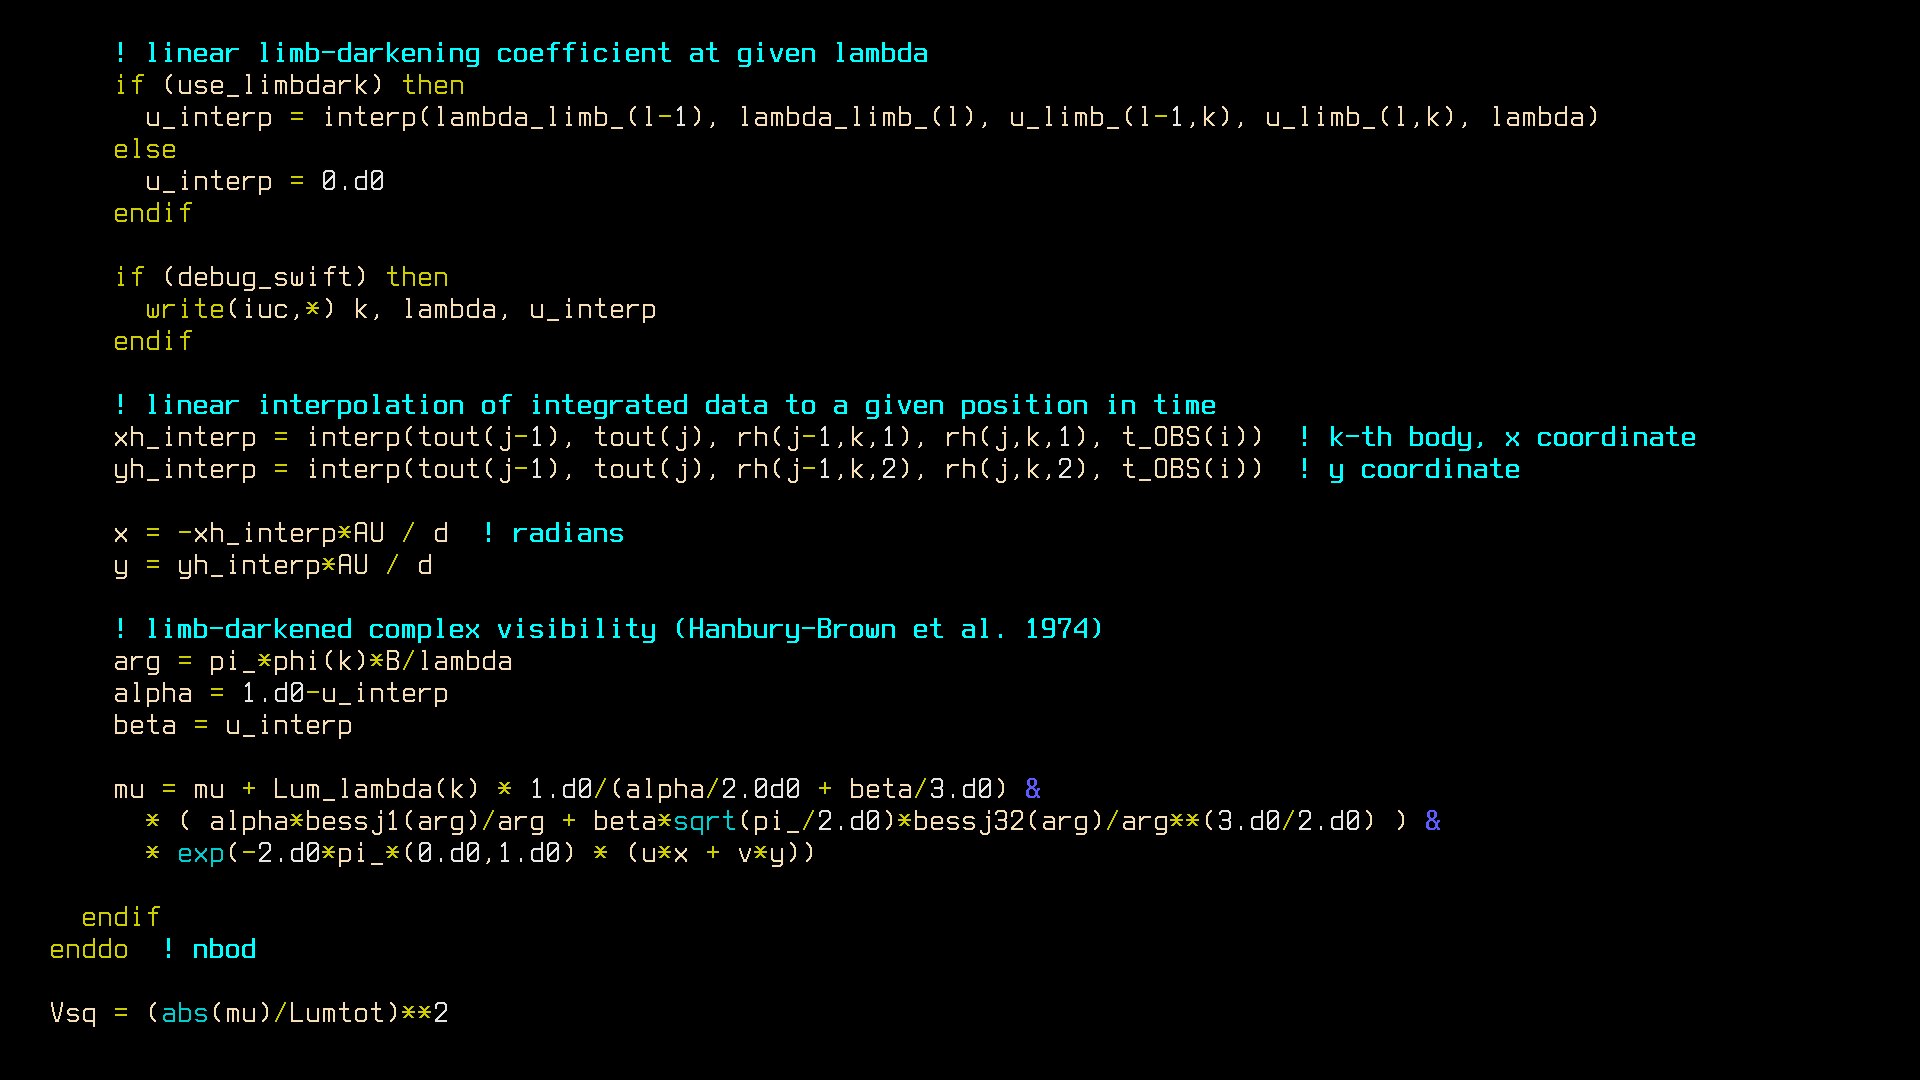 ! linear limb-darkening coefficient at given lambda
if (use_limbdark) then
u_interp = interp(lambda_limb_(l-1), lambda_limb_(l), u_limb_(l-1,k), u_limb_(l,k), lambda)
else
u_interp = 0.d0
endif
if (debug_swift) then
write(iuc,*) k, lambda, u_interp
endif
! linear interpolation of integrated data to a given position in time
xh_interp = interp(tout(j-1), tout(j), rh(j-1,k,1), rh(j,k,1), t_OBS(i))  ! k-th body, x coordinate
yh_interp = interp(tout(j-1), tout(j), rh(j-1,k,2), rh(j,k,2), t_OBS(i))  ! y coordinate
x = -xh_interp*AU / d  ! radians
y = yh_interp*AU / d
! limb-darkened complex visibility (Hanbury-Brown et al. 1974)
arg = pi_*phi(k)*B/lambda
alpha = 1.d0-u_interp
beta = u_interp
mu = mu + Lum_lambda(k) * 1.d0/(alpha/2.0d0 + beta/3.d0) &
* ( alpha*bessj1(arg)/arg + beta*sqrt(pi_/2.d0)*bessj32(arg)/arg**(3.d0/2.d0) ) &
* exp(-2.d0*pi_*(0.d0,1.d0) * (u*x + v*y))
endif
enddo  ! nbod
Vsq = (abs(mu)/Lumtot)**2